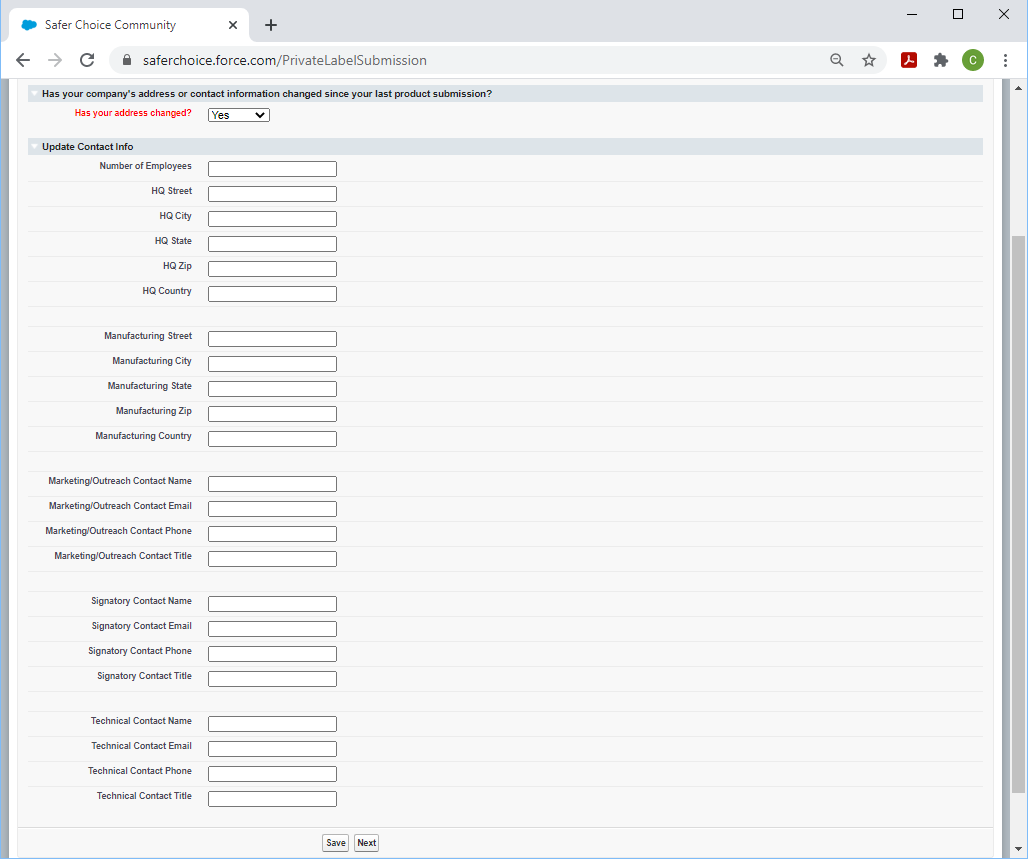 Safer Choice Community
saferchoice.force.com/PrivateLabelSubmission
C
Has your company's address or contact information changed since your last product submission?
Has your address changed? Yes
Update Contact Info
Number of Employees
HQ Street
HQ City
HQ State
HQ Zip
HQ Country
Manufacturing Street
Manufacturing City
Manufacturing State
Manufacturing Zip
Manufacturing Country
Marketing/Outreach Contact Name
Marketing/Outreach Contact Email
Marketing/Outreach Contact Phone
Marketing/Outreach Contact Title
Signatory Contact Name
Signatory Contact Email
Signatory Contact Phone
Signatory Contact Title
Technical Contact Name
Technical Contact Email
Technical Contact Phone
Technical Contact Title
Save Next